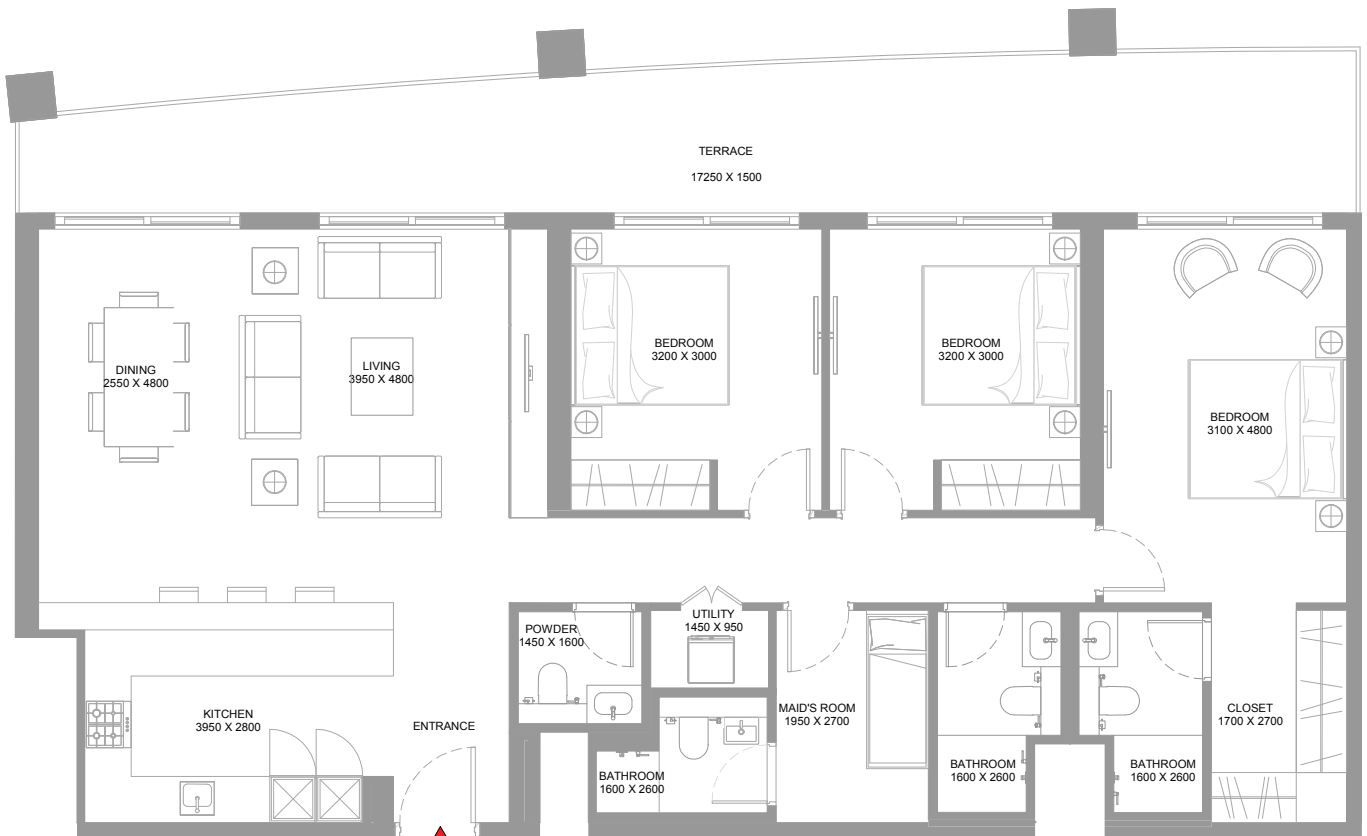 TERRACE
17250 X 1500
DINING
2550 X 4800
LIVING
3950 X 4800
BEDROOM
3200 X 3000
BEDROOM
3200 X 3000
BEDROOM
3100 X 4800
POWDER
1450 X 1600
UTILITY
1450 X 950
KITCHEN
3950 X 2800
ENTRANCE
MAID'S ROOM
1950 X 2700
CLOSET
1700 X 2700
BATHROOM
1600 X 2600
BATHROOM
1600 X 2600
BATHROOM
1600 X 2600